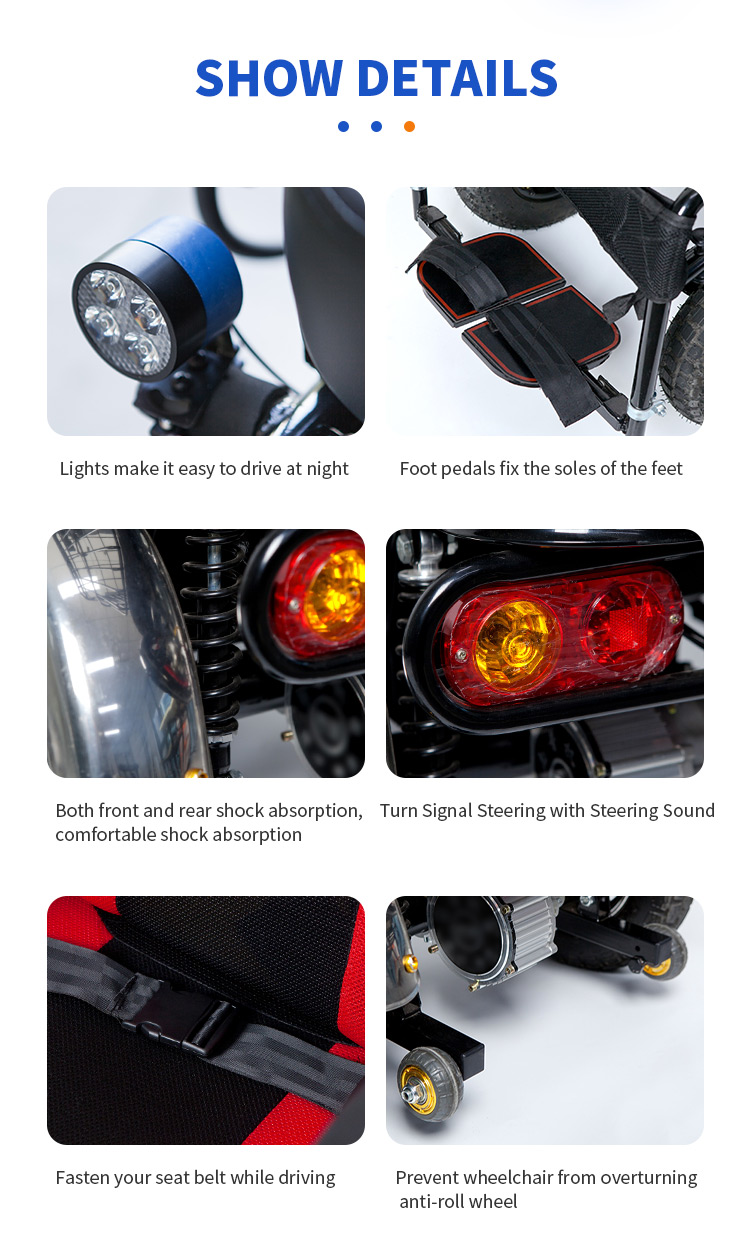 SHOW DETAILS
Lights make it easy to drive at night
Foot pedals fix the soles of the feet
Both front and rear shock absorption,
comfortable shock absorption
Turn Signal Steering with Steering Sound
Fasten your seat belt while driving
Prevent wheelchair from overturning
anti-roll wheel